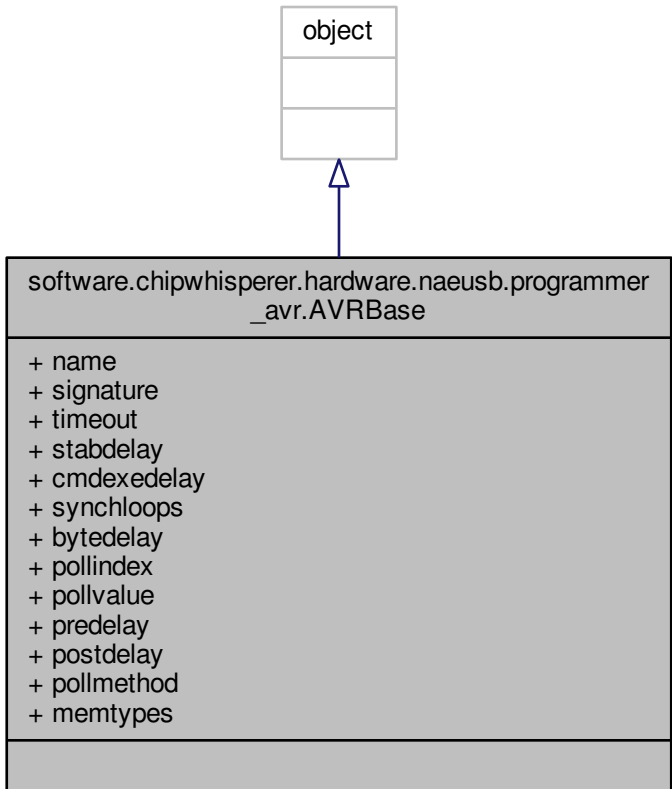 object
software.chipwhisperer.hardware.naeusb.programmer
_avr.AVRBase
+ name
+ signature
+ timeout
+ stabdelay
+ cmdexedelay
+ synchloops
+ bytedelay
+ pollindex
+ pollvalue
+ predelay
+ postdelay
+ pollmethod
+ memtypes